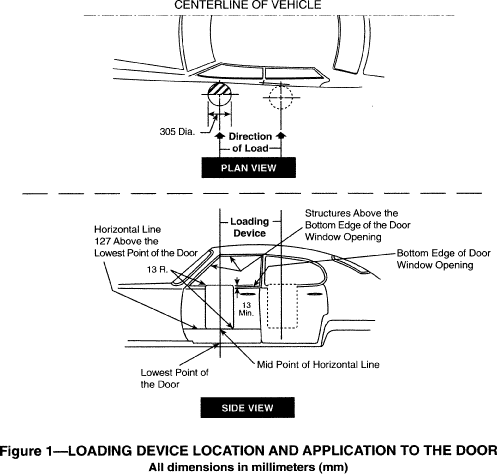 CENTERLINE OF VEHICLE
305 Dia.
Direction
of Load
PLAN VIEW
Loading
Device
Structures Above the
Bottom Edge of the Door
Window Opening
Horizontal Line
127 Above the
Lowest Point of the Door
13 R.
Bottom Edge of Door
Window Opening
13
Min.
Mid Point of Horizontal Line
Lowest Point of
the Door
SIDE VIEW
Figure 1—LOADING DEVICE LOCATION AND APPLICATION TO THE DOOR
All dimensions in millimeters (mm)